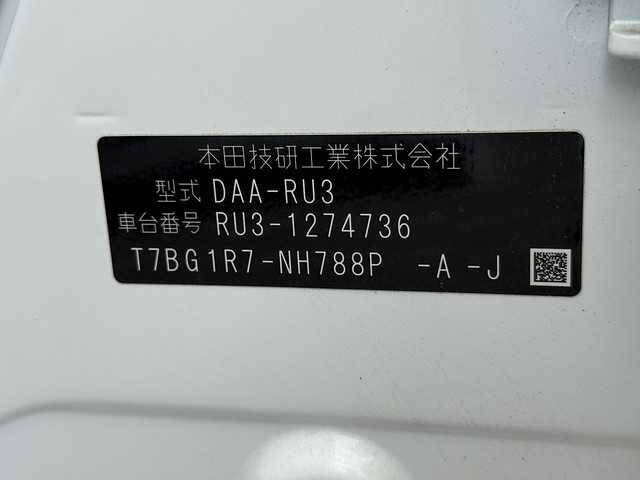 本田技研工業株式会社
型式 DAA-RU3
車台番号 RU3-1274736
T7BG1R7-NH788P -A -J